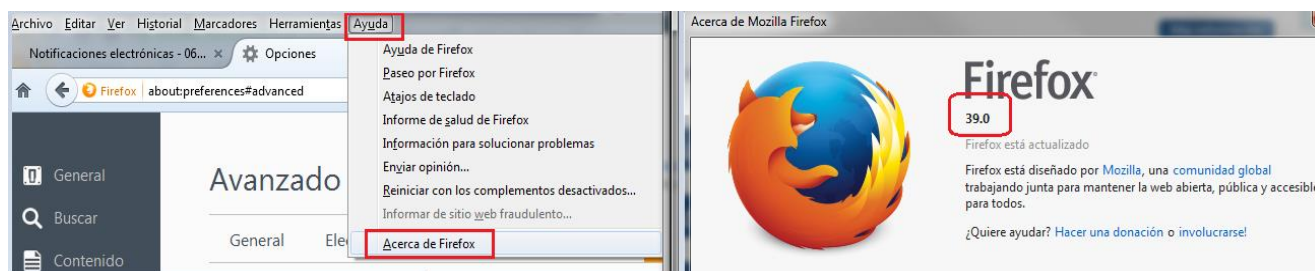 Archivo Editar Ver Historial Marcadores Herramientas Ayuda
Notificaciones electrónicas - 06... × Opciones
Firefox about:preferences#advanced
General
Buscar
Contenido
Avanzado
General
Ayuda de Firefox
Paseo por Firefox
Atajos de teclado
Informe de salud de Firefox
Información para solucionar problemas
Enviar opinión...
Reiniciar con los complementos desactivados...
Informar de sitio web fraudulento...
Acerca de Firefox
Acerca de Mozilla Firefox
Firefox
39.0
Firefox está actualizado
Firefox está diseñado por Mozilla, una comunidad global
trabajando junta para mantener la web abierta, pública y accesible
para todos.
¿Quiere ayudar? Hacer una donación o involucrarse!